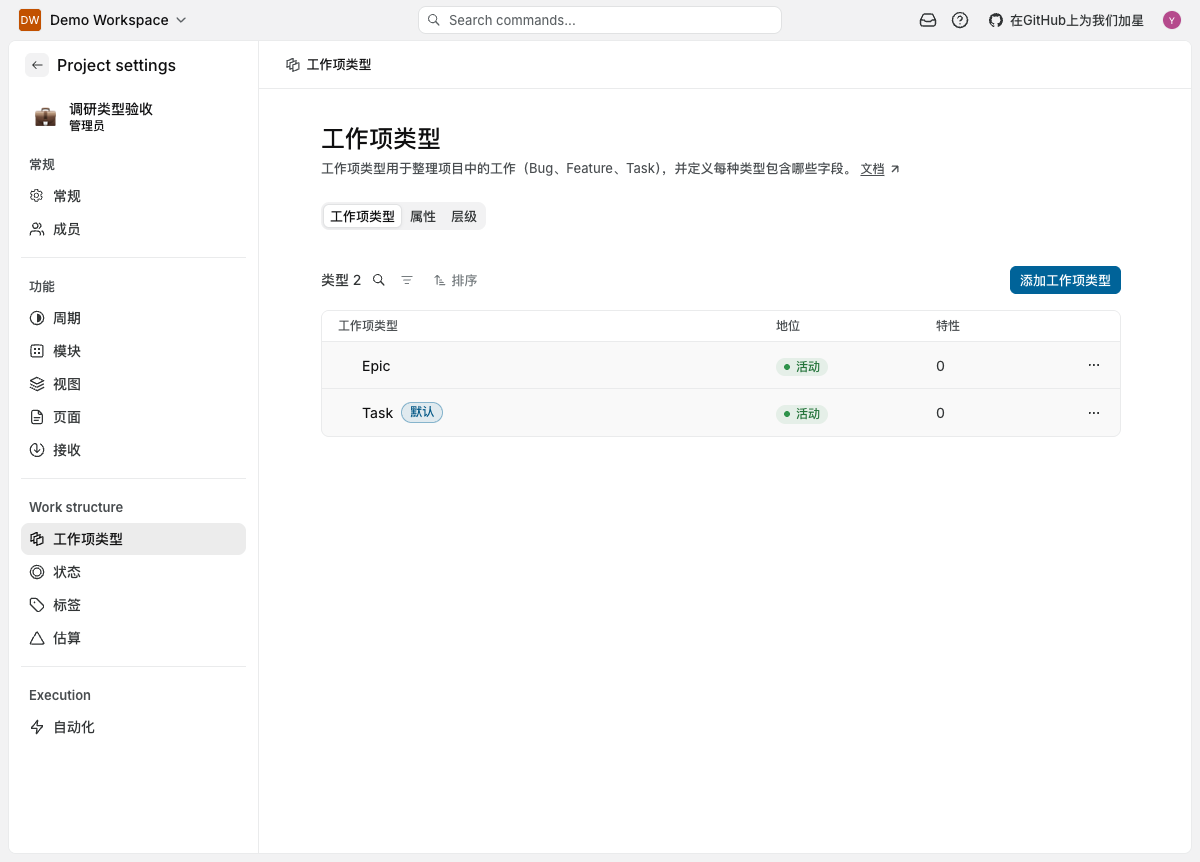 DW Demo Workspace
Search commands...
在GitHub上为我们加星
Y
Project settings
调研类型验收
管理员
常规
常规
成员
功能
周期
模块
视图
页面
接收
Work structure
工作项类型
状态
标签
估算
Execution
自动化
工作项类型
工作项类型
工作项类型用于整理项目中的工作（Bug、Feature、Task），并定义每种类型包含哪些字段。 文档
工作项类型 属性 层级
类型 2 排序 添加工作项类型
工作项类型 地位 特性
Epic 活动 0
Task 默认 活动 0